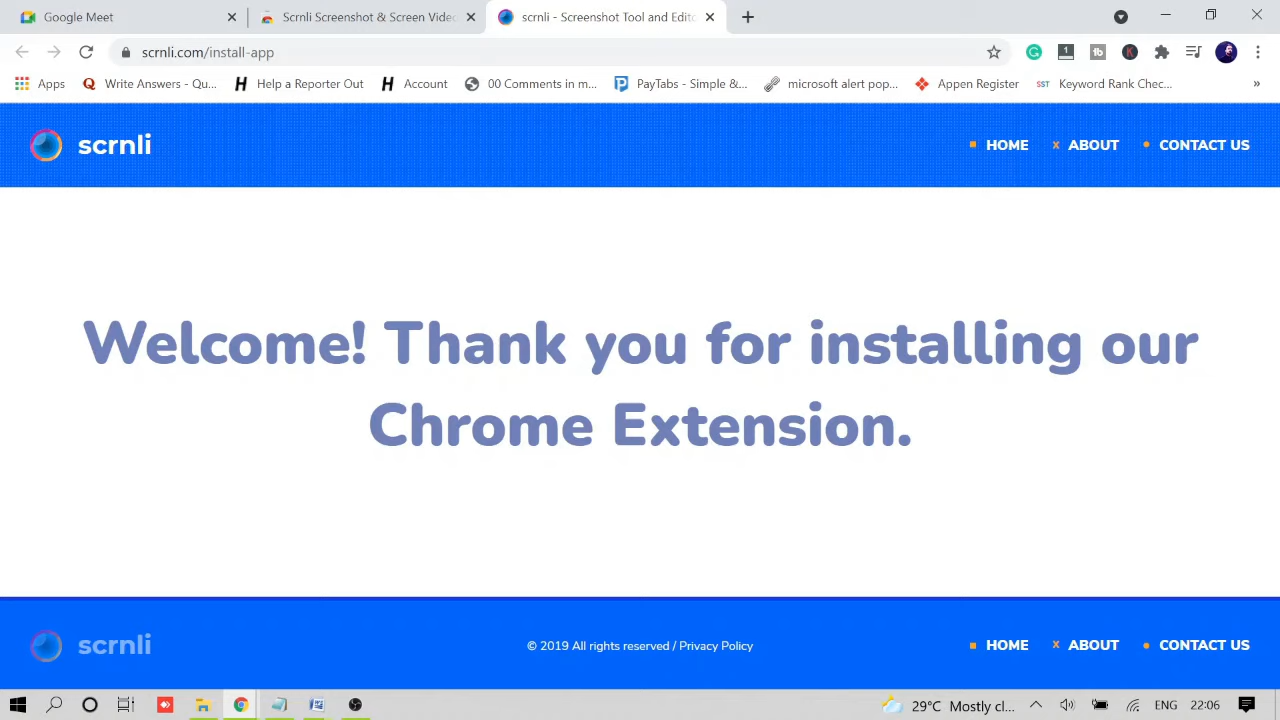 Google Meet
Scrnli Screenshot & Screen Video
scrnli - Screenshot Tool and Edito
scrnli.com/install-app
Apps
Write Answers - Qu...
Help a Reporter Out
Account
00 Comments in m...
PayTabs - Simple &...
microsoft alert pop...
Appen Register
SST Keyword Rank Chec...
»
scrnli
HOME
ABOUT
CONTACT US
Welcome! Thank you for installing our
Chrome Extension.
scrnli
© 2019 All rights reserved / Privacy Policy
HOME
ABOUT
CONTACT US
29°C Mostly cl...
ENG
22:06